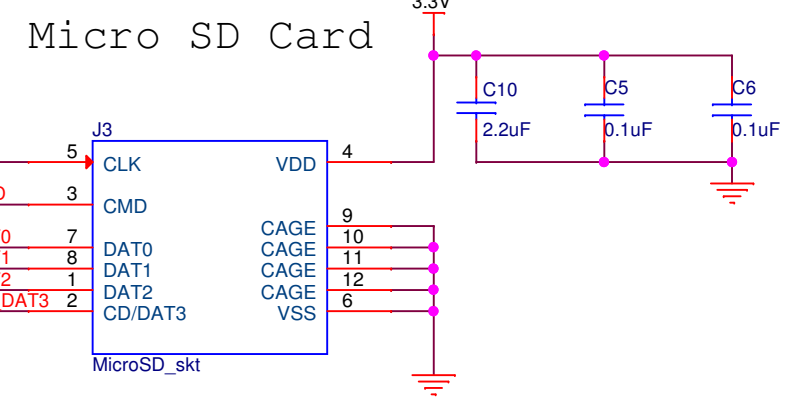 3.3V
Micro SD Card
C10
C5
C6
2.2uF
0.1uF
0.1uF
J3
5
CLK
VDD
4
3
CMD
9
CAGE
7
DAT0
CAGE
10
8
DAT1
CAGE
11
1
DAT2
CAGE
12
DAT3
2
CD/DAT3
VSS
6
MicroSD_skt